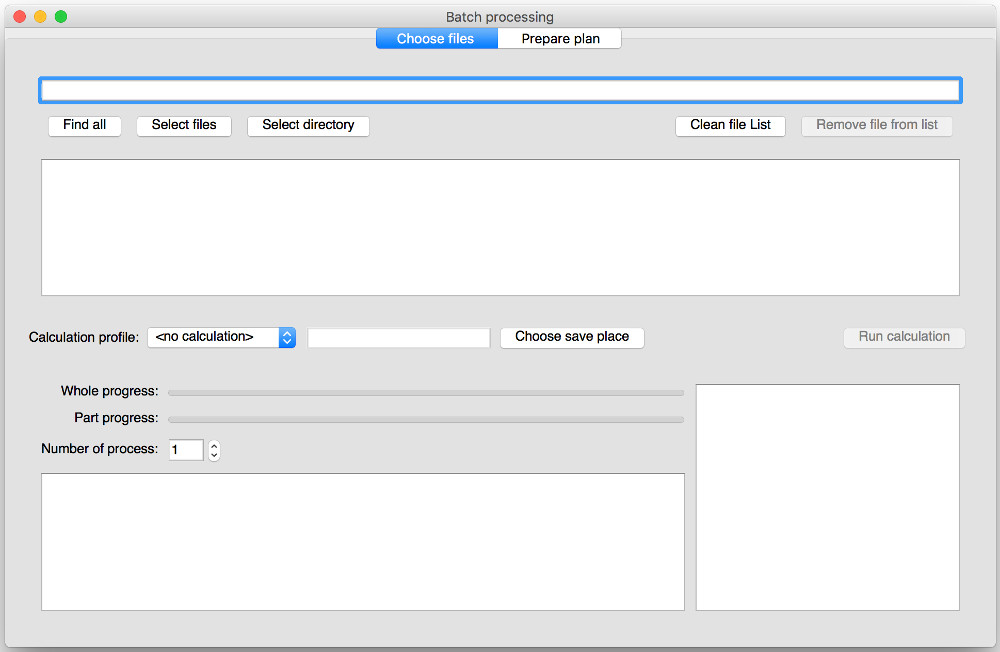 Batch processing
Choose files Prepare plan
Find all Select files Select directory Clean file List Remove file from list
Calculation profile: <no calculation> Choose save place Run calculation
Whole progress:
Part progress:
Number of process: 1